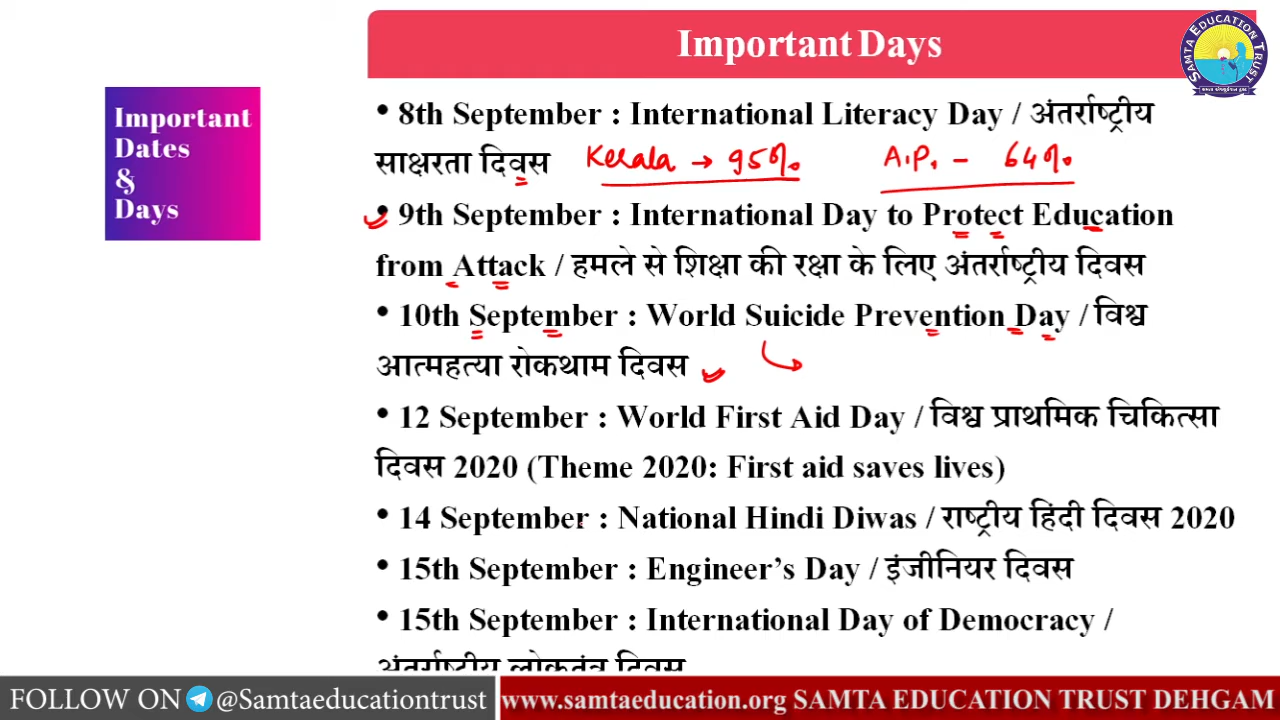 Important Days
SAMTA EDUCATION TRUST
Important
Dates
&
Days
• 8th September : International Literacy Day / अंतर्राष्ट्रीय
साक्षरता दिवस Kerala → 95% A.P. - 64%
• 9th September : International Day to Protect Education
from Attack / हमले से शिक्षा की रक्षा के लिए अंतर्राष्ट्रीय दिवस
• 10th September : World Suicide Prevention Day / विश्व
आत्महत्या रोकथाम दिवस
• 12 September : World First Aid Day / विश्व प्राथमिक चिकित्सा
दिवस 2020 (Theme 2020: First aid saves lives)
• 14 September : National Hindi Diwas / राष्ट्रीय हिंदी दिवस 2020
• 15th September : Engineer’s Day / इंजीनियर दिवस
• 15th September : International Day of Democracy /
अंतर्राष्ट्रीय लोकतंत्र दिवस
FOLLOW ON @Samtaeducationtrust www.samtaeducation.org SAMTA EDUCATION TRUST DEHGAM